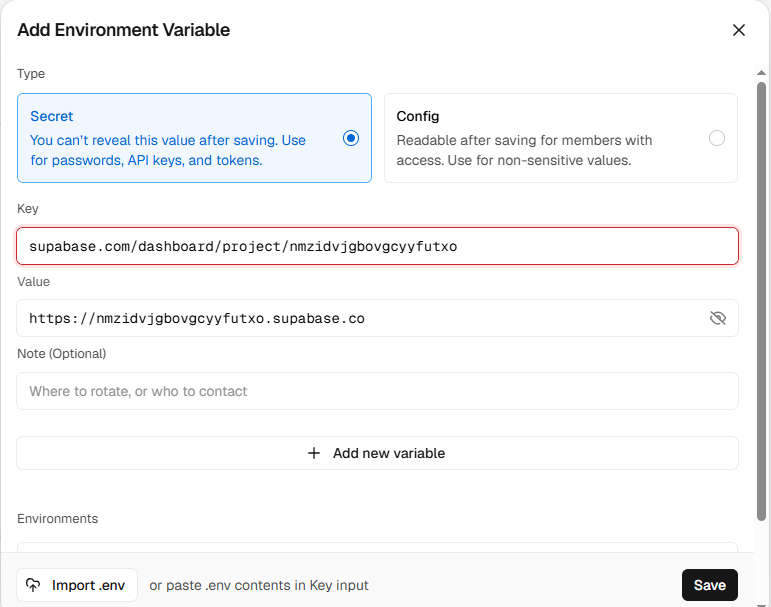 Add Environment Variable
Type
Secret
You can't reveal this value after saving. Use
for passwords, API keys, and tokens.
Config
Readable after saving for members with
access. Use for non-sensitive values.
Key
supabase.com/dashboard/project/nmzidvjgbovgcyyfutxo
Value
https://nmzidvjgbovgcyyfutxo.supabase.co
Note (Optional)
Where to rotate, or who to contact
+ Add new variable
Environments
Import .env
or paste .env contents in Key input
Save